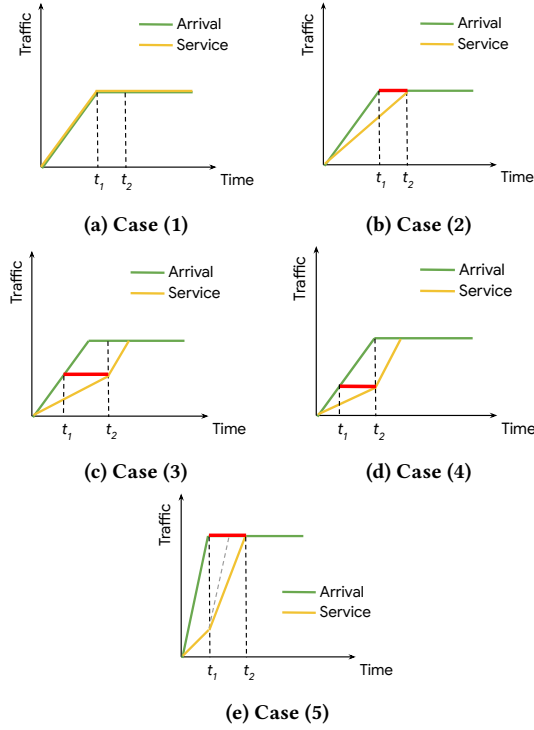 Traffic
Arrival
Service
t1
t2
Time
(a) Case (1)
Traffic
Arrival
Service
t1
t2
Time
(b) Case (2)
Traffic
Arrival
Service
t1
t2
Time
(c) Case (3)
Traffic
Arrival
Service
t1
t2
Time
(d) Case (4)
Traffic
Arrival
Service
t1
t2
Time
(e) Case (5)